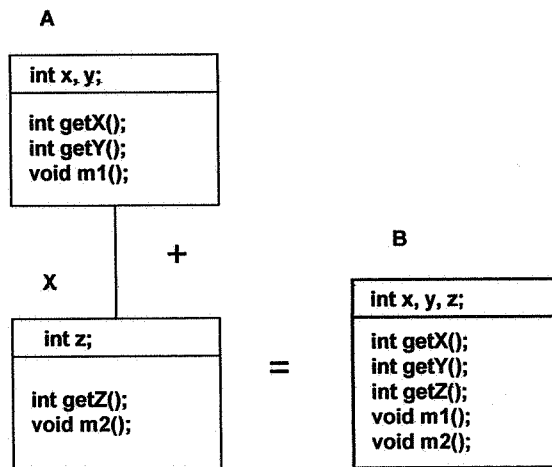 A
int x, y;
int getX();
int getY();
void m1();
+
X
int z;
int getZ();
void m2();
=
B
int x, y, z;
int getX();
int getY();
int getZ();
void m1();
void m2();